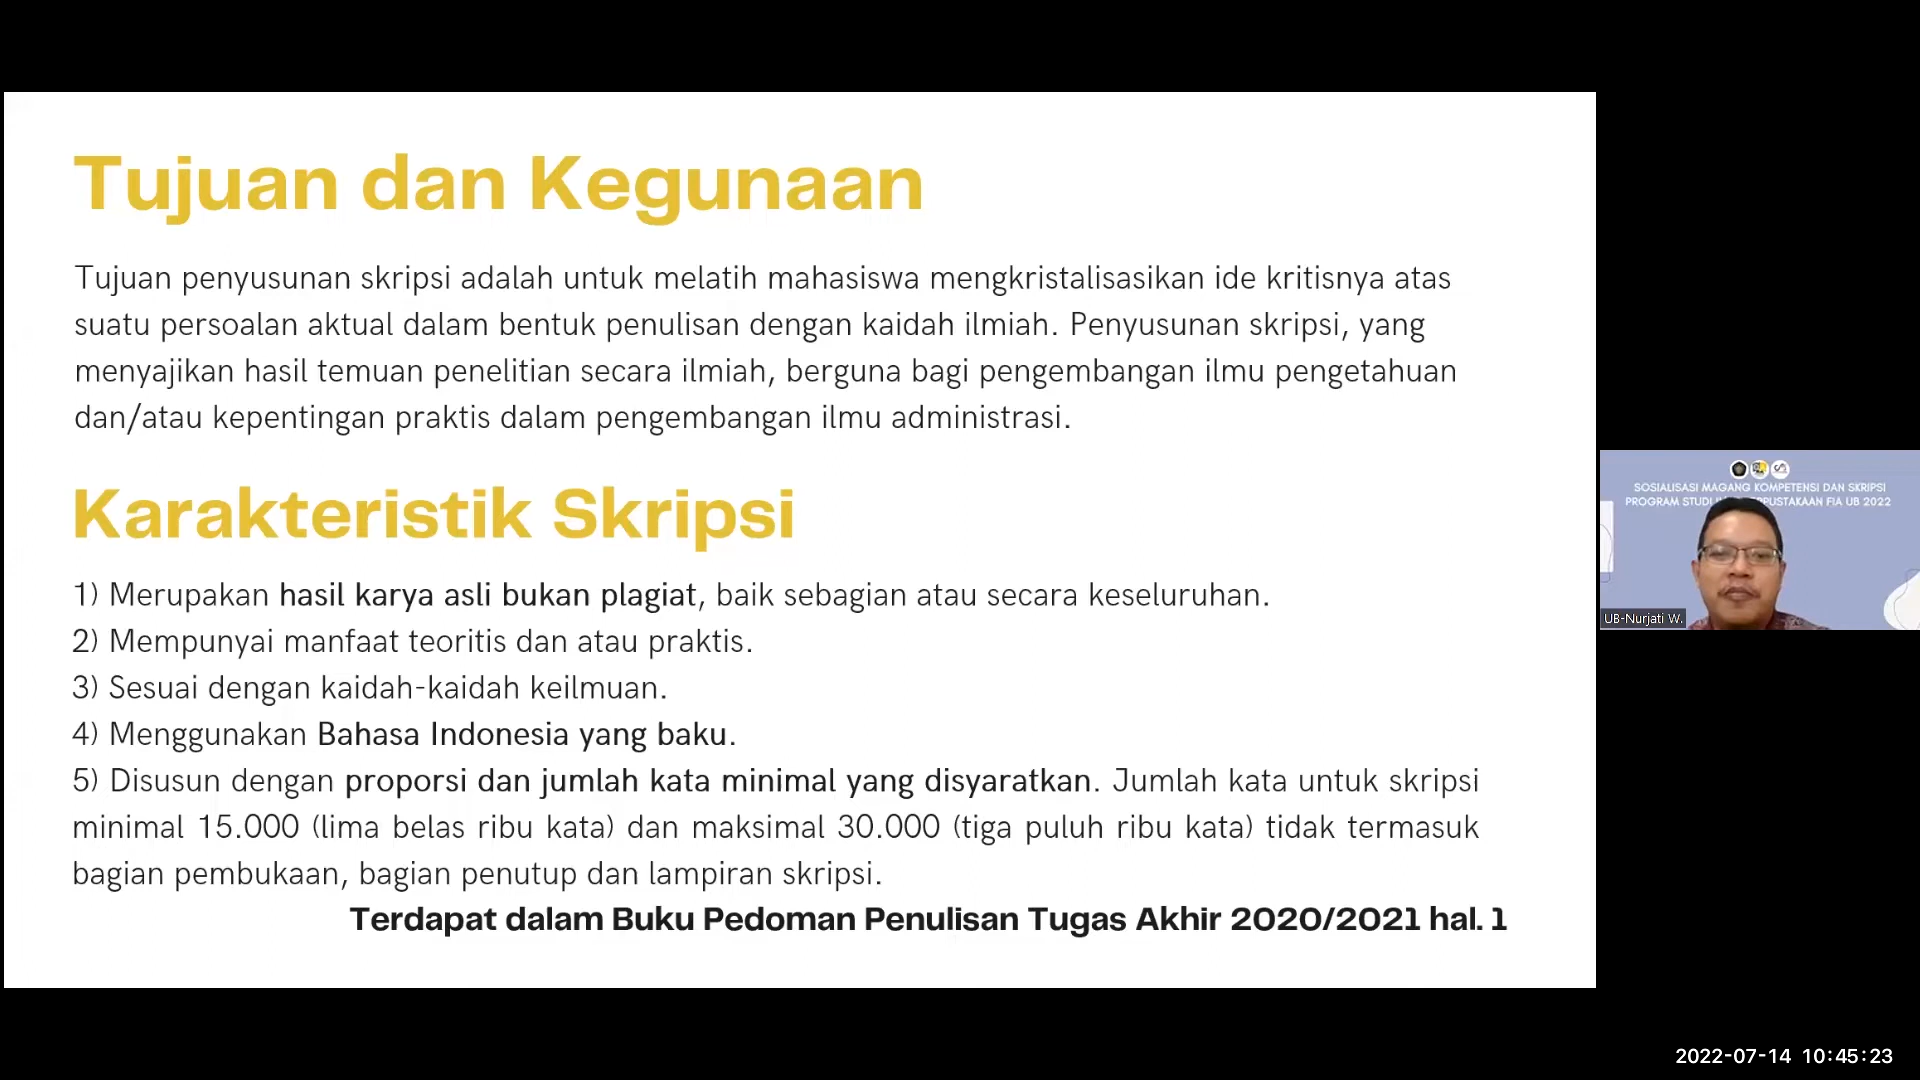 Tujuan dan Kegunaan
Tujuan penyusunan skripsi adalah untuk melatih mahasiswa mengkristalisasikan ide kritisnya atas
suatu persoalan aktual dalam bentuk penulisan dengan kaidah ilmiah. Penyusunan skripsi, yang
menyajikan hasil temuan penelitian secara ilmiah, berguna bagi pengembangan ilmu pengetahuan
dan/atau kepentingan praktis dalam pengembangan ilmu administrasi.
Karakteristik Skripsi
1) Merupakan hasil karya asli bukan plagiat, baik sebagian atau secara keseluruhan.
2) Mempunyai manfaat teoritis dan atau praktis.
3) Sesuai dengan kaidah-kaidah keilmuan.
4) Menggunakan Bahasa Indonesia yang baku.
5) Disusun dengan proporsi dan jumlah kata minimal yang disyaratkan. Jumlah kata untuk skripsi
minimal 15.000 (lima belas ribu kata) dan maksimal 30.000 (tiga puluh ribu kata) tidak termasuk
bagian pembukaan, bagian penutup dan lampiran skripsi.
Terdapat dalam Buku Pedoman Penulisan Tugas Akhir 2020/2021 hal. 1
SOSIALISASI MAGANG KOMPETENSI DAN SKRIPSI
PROGRAM STUDI PUSTAKAAN FIA UB 2022
UB-Nurjati W.
2022-07-14 10:45:23